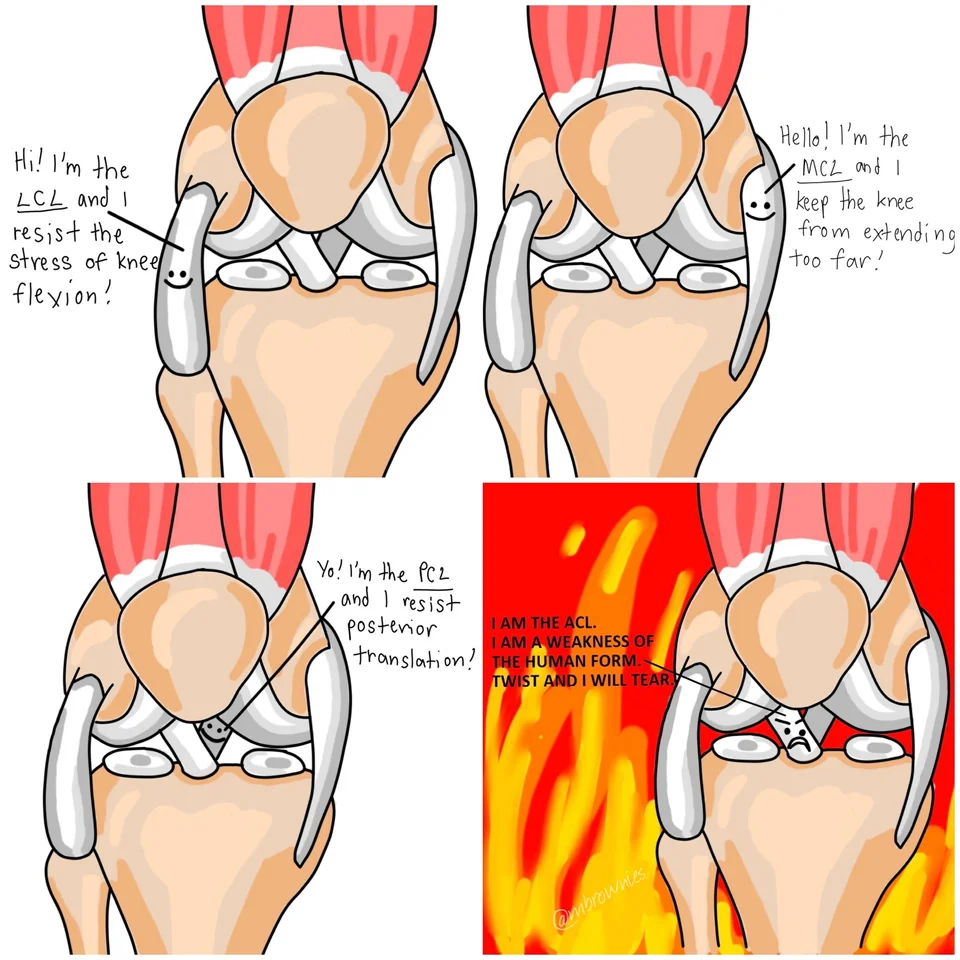 Hi! I'm the
LCL and I
resist the
stress of knee
flexion!
Hello! I'm the
MCL and I
keep the knee
from extending
too far!
Yo! I'm the PCL
and I resist
posterior
translation!
I AM THE ACL.
I AM A WEAKNESS OF
THE HUMAN FORM.
TWIST AND I WILL TEAR.
@mbrownies